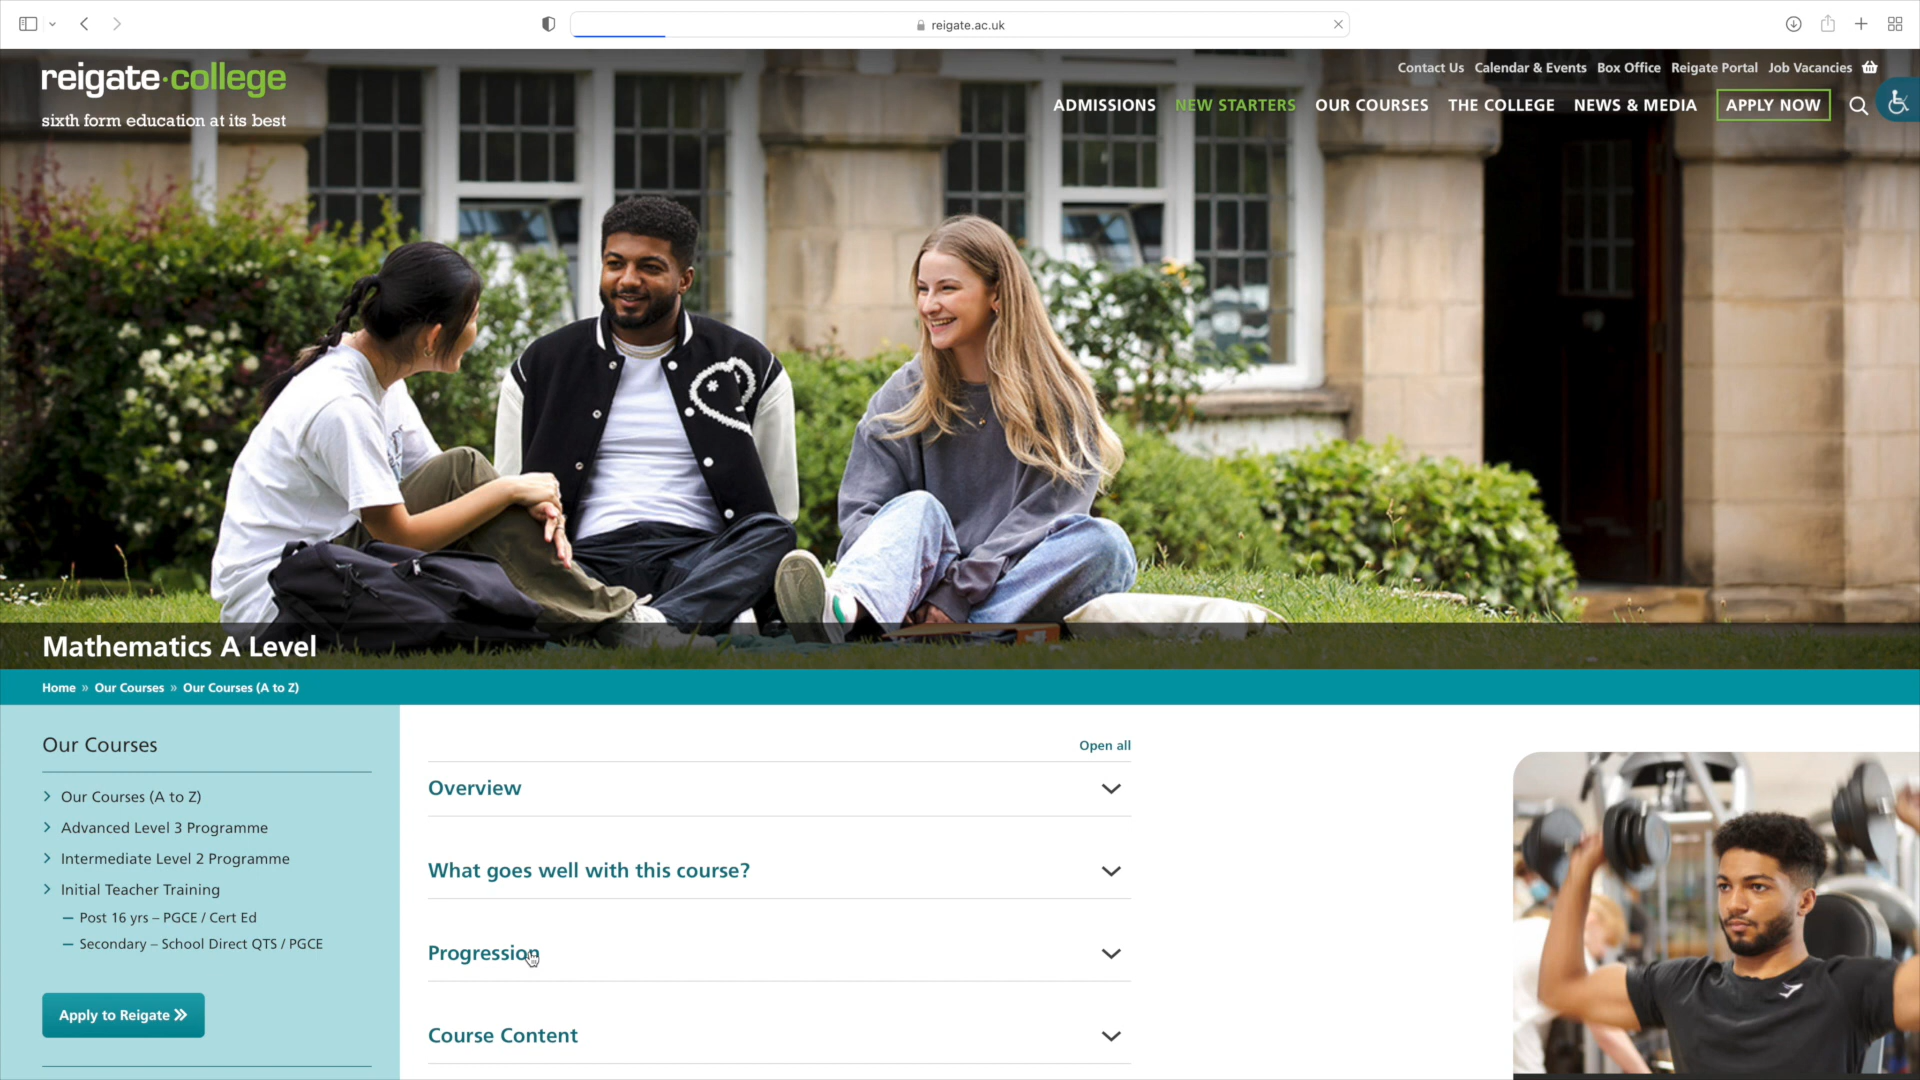 reigate.ac.uk
reigate·college
sixth form education at its best
Contact Us Calendar & Events Box Office Reigate Portal Job Vacancies
ADMISSIONS NEW STARTERS OUR COURSES THE COLLEGE NEWS & MEDIA APPLY NOW
Mathematics A Level
Home » Our Courses » Our Courses (A to Z)
Our Courses
Our Courses (A to Z)
Advanced Level 3 Programme
Intermediate Level 2 Programme
Initial Teacher Training
– Post 16 yrs – PGCE / Cert Ed
– Secondary – School Direct QTS / PGCE
Apply to Reigate »
Open all
Overview
What goes well with this course?
Progression
Course Content